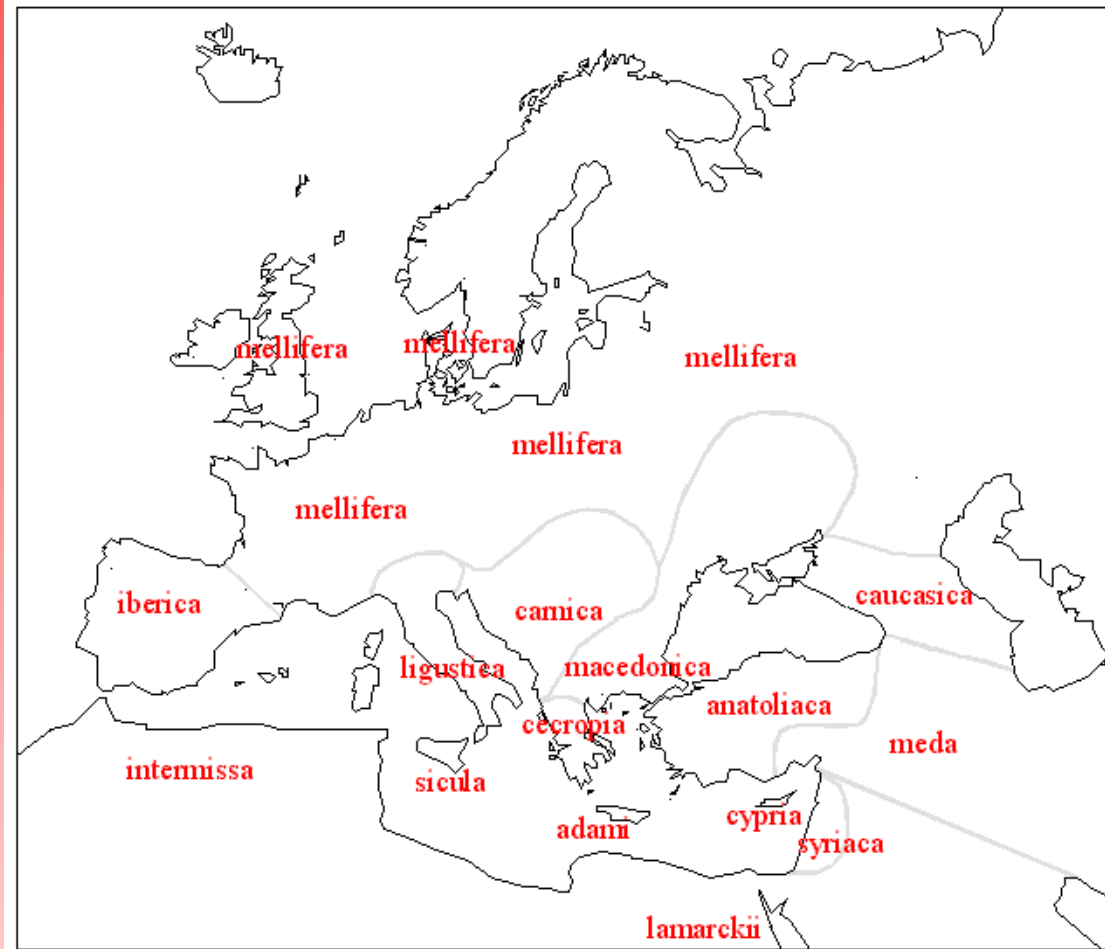 mellifera
mellifera
mellifera
mellifera
mellifera
iberica
carnica
caucasica
ligustica
macedonica
anatoliaca
cecropia
meda
intermissa
sicula
cypria
adami
syriaca
lamarckii